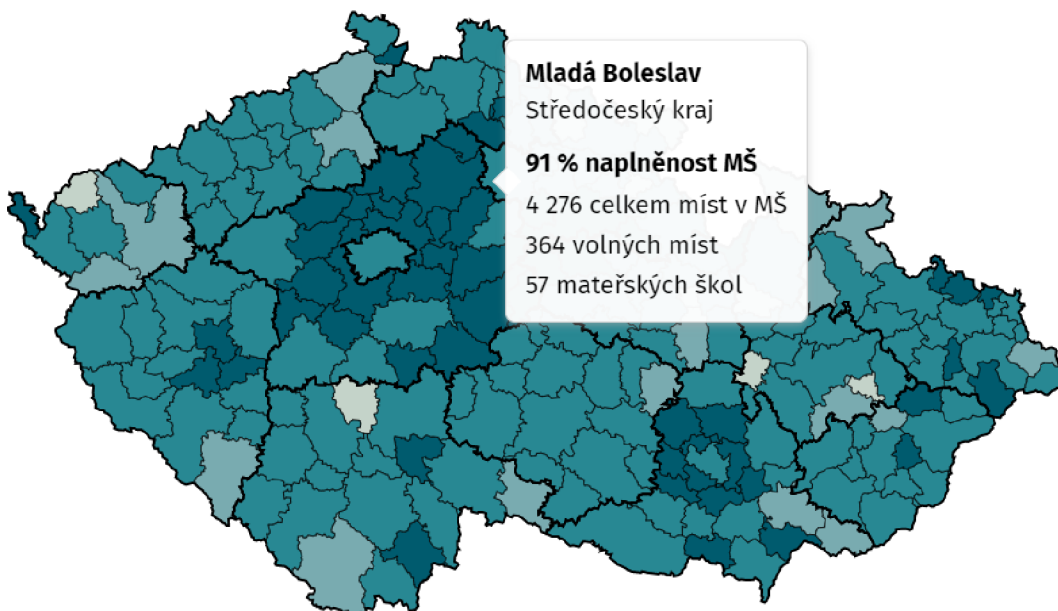 Mladá Boleslav
Středočeský kraj
91 % naplněnost MŠ
4 276 celkem míst v MŠ
364 volných míst
57 mateřských škol